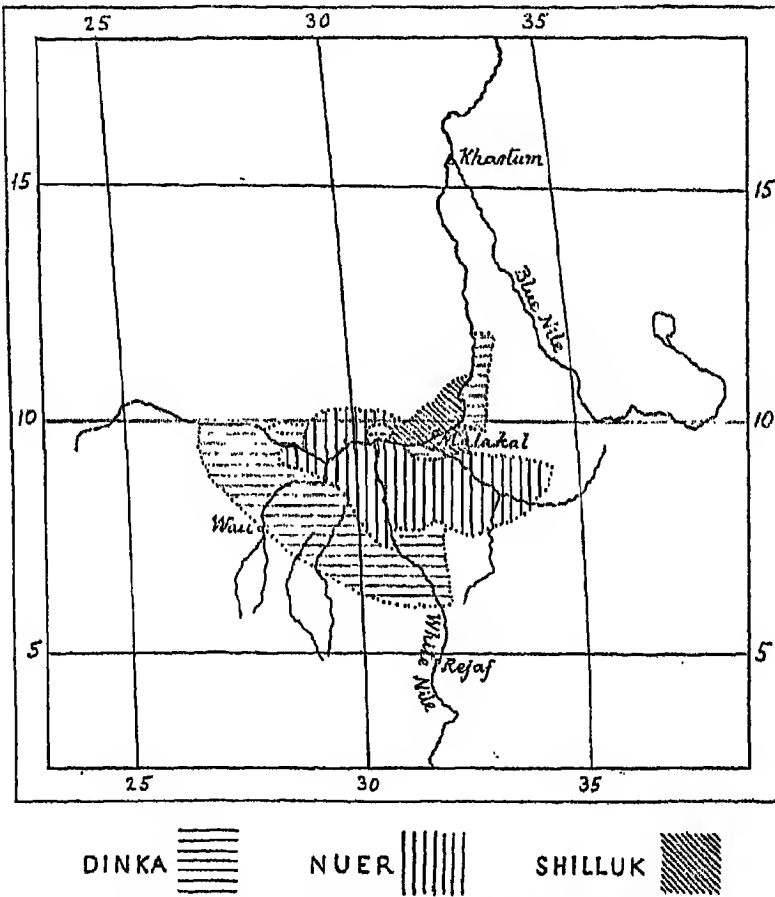 25 30 35
Khartum
15 15
Blue Nile
10 10
Malakal
Wau
5 5
White Nile
Rejaf
25 30 35
DINKA NUER SHILLUK